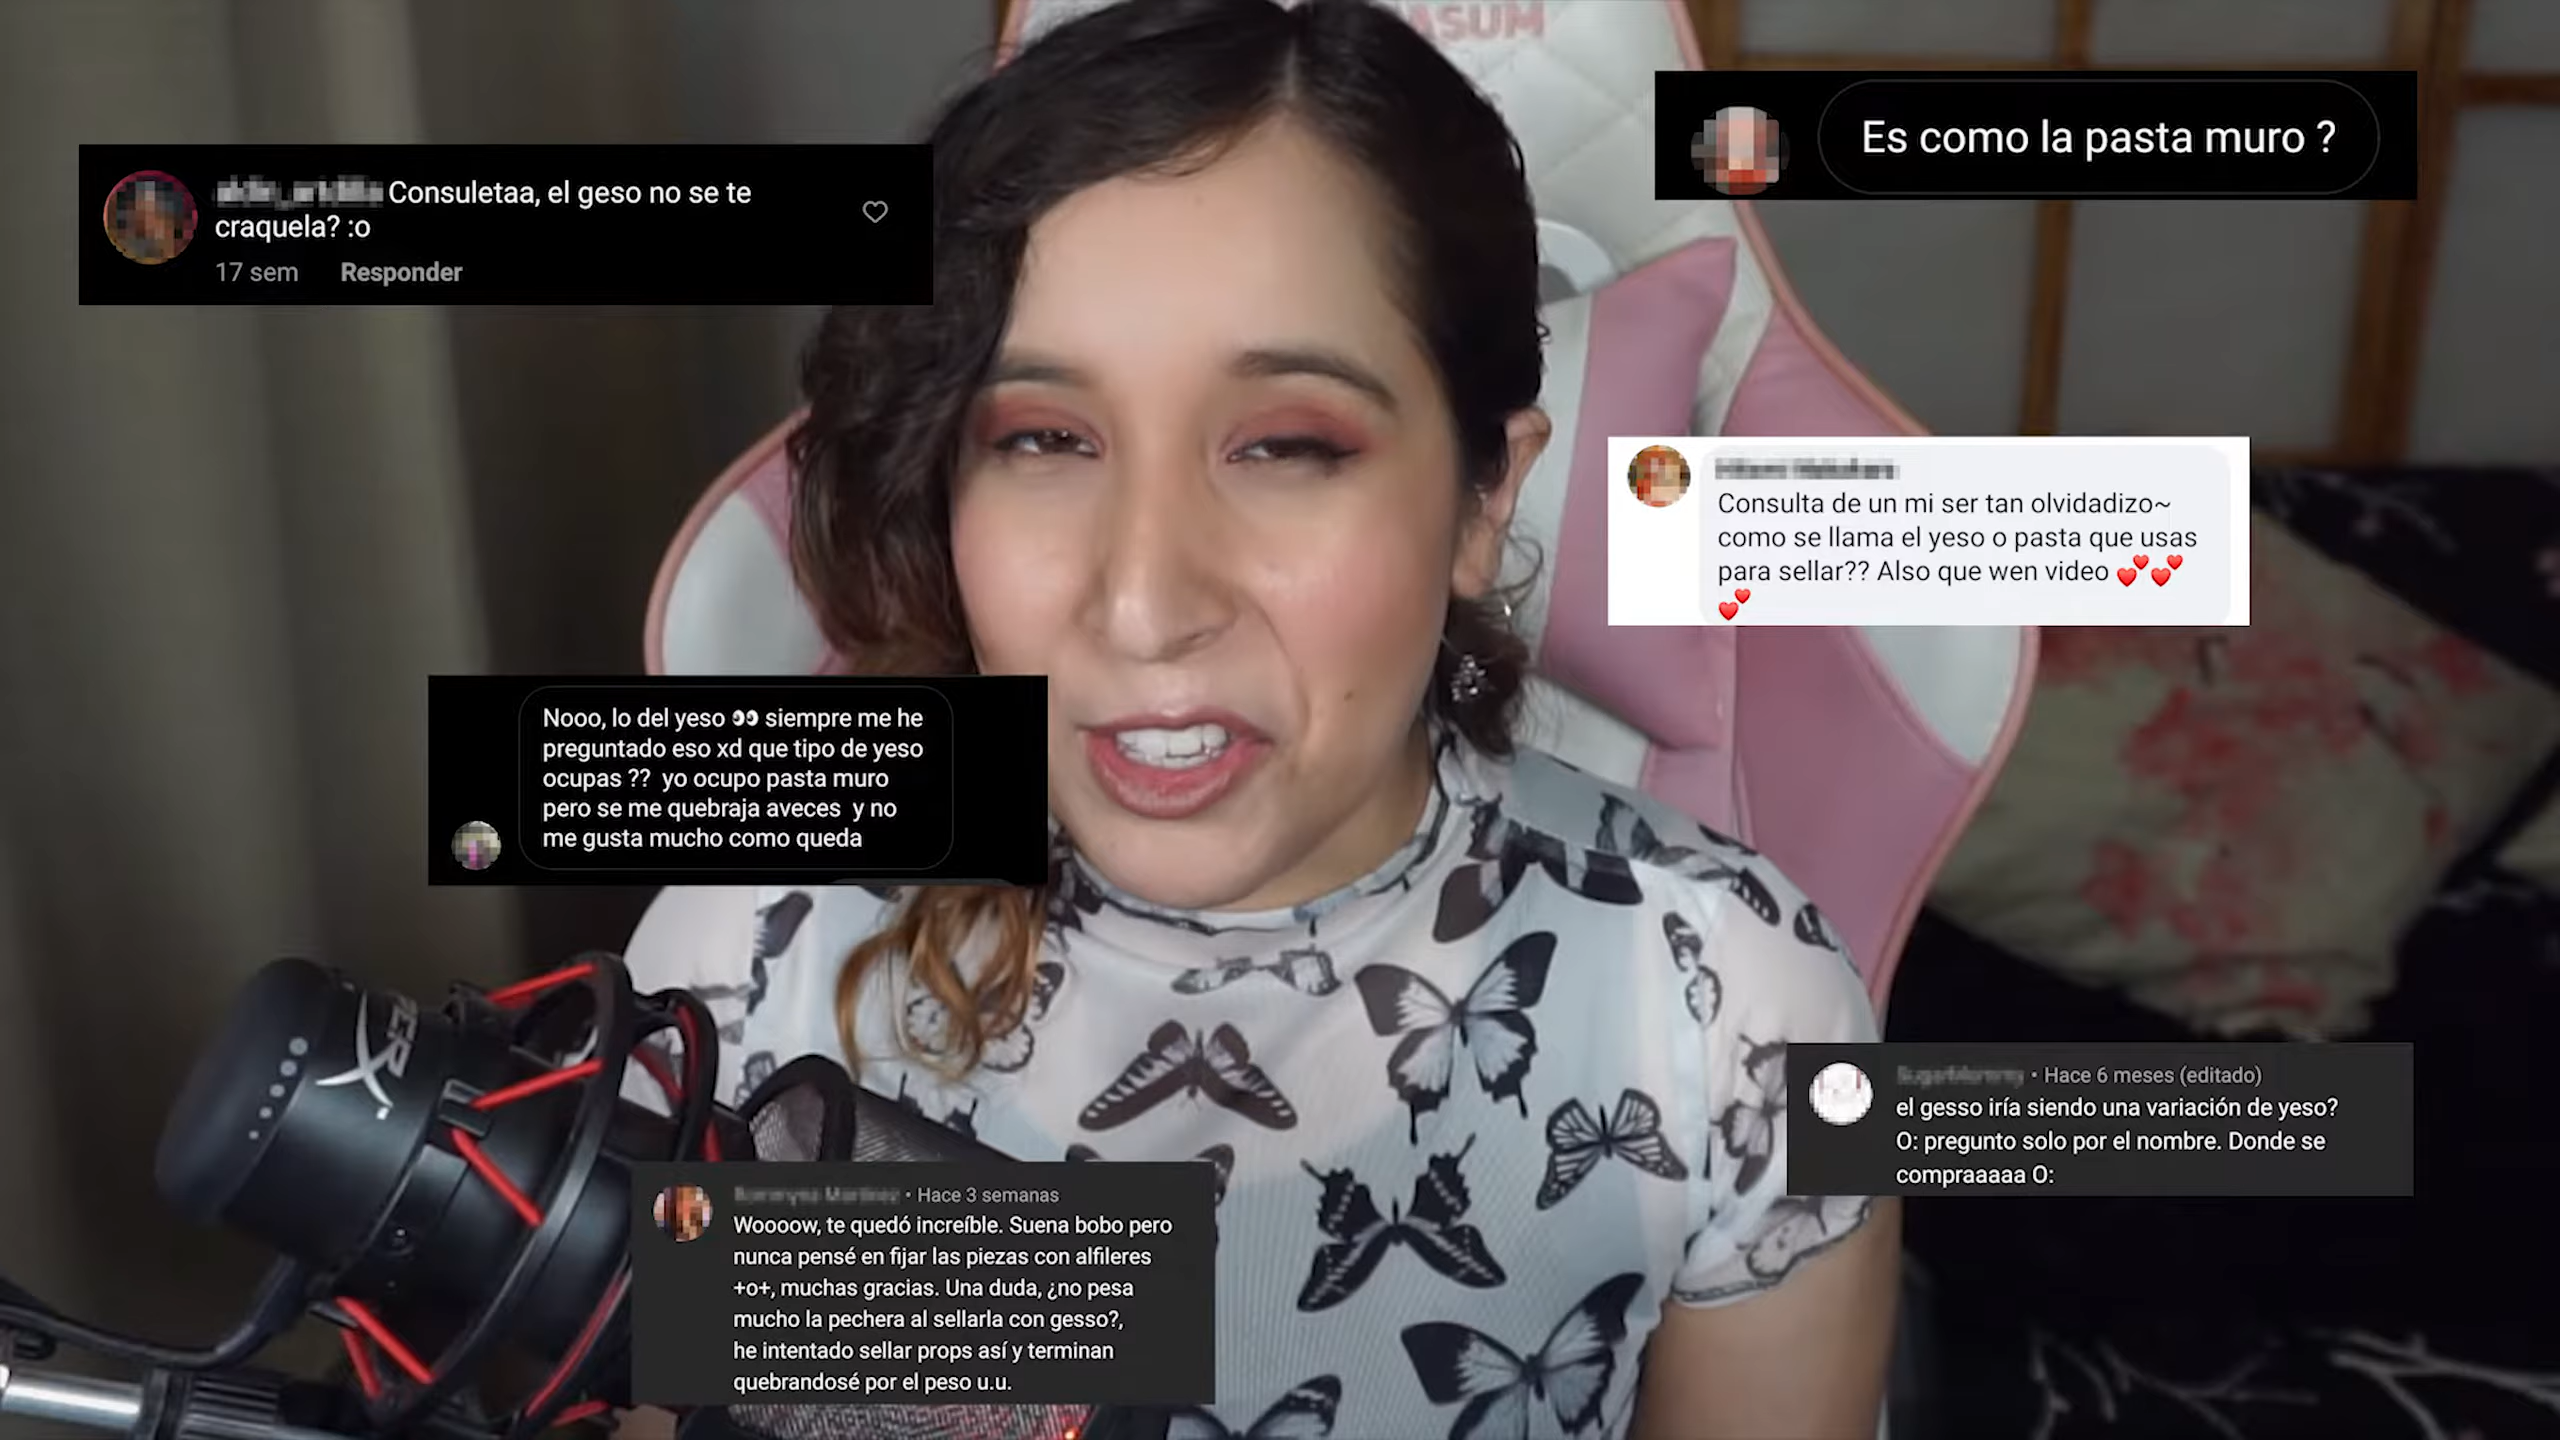 ASUM
Es como la pasta muro ?
Consuletaa, el geso no se te
craquela? :o
17 sem Responder
Consulta de un mi ser tan olvidadizo~
como se llama el yeso o pasta que usas
para sellar?? Also que wen video 💕💕
💕
Nooo, lo del yeso 👀 siempre me he
preguntado eso xd que tipo de yeso
ocupas ?? yo ocupo pasta muro
pero se me quebraja aveces y no
me gusta mucho como queda
• Hace 6 meses (editado)
el gesso iría siendo una variación de yeso?
O: pregunto solo por el nombre. Donde se
compraaaaa O:
• Hace 3 semanas
Woooow, te quedó increíble. Suena bobo pero
nunca pensé en fijar las piezas con alfileres
+o+, muchas gracias. Una duda, ¿no pesa
mucho la pechera al sellarla con gesso?,
he intentado sellar props así y terminan
quebrandosé por el peso u.u.